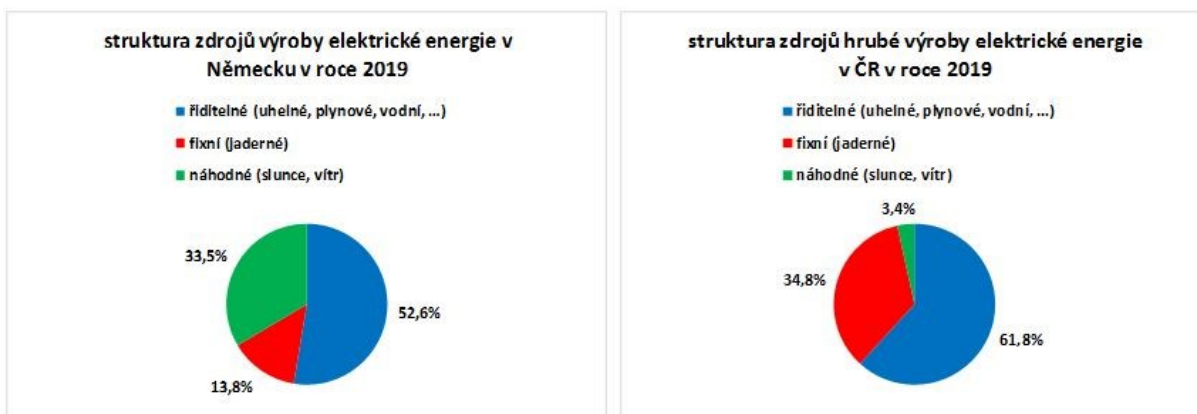 struktura zdrojů výroby elektrické energie v
Německu v roce 2019
řiditelné (uhelné, plynové, vodní, ...)
fixní (jaderné)
náhodné (slunce, vítr)
33,5%
52,6%
13,8%
struktura zdrojů hrubé výroby elektrické energie
v ČR v roce 2019
řiditelné (uhelné, plynové, vodní, ...)
fixní (jaderné)
náhodné (slunce, vítr)
3,4%
34,8%
61,8%